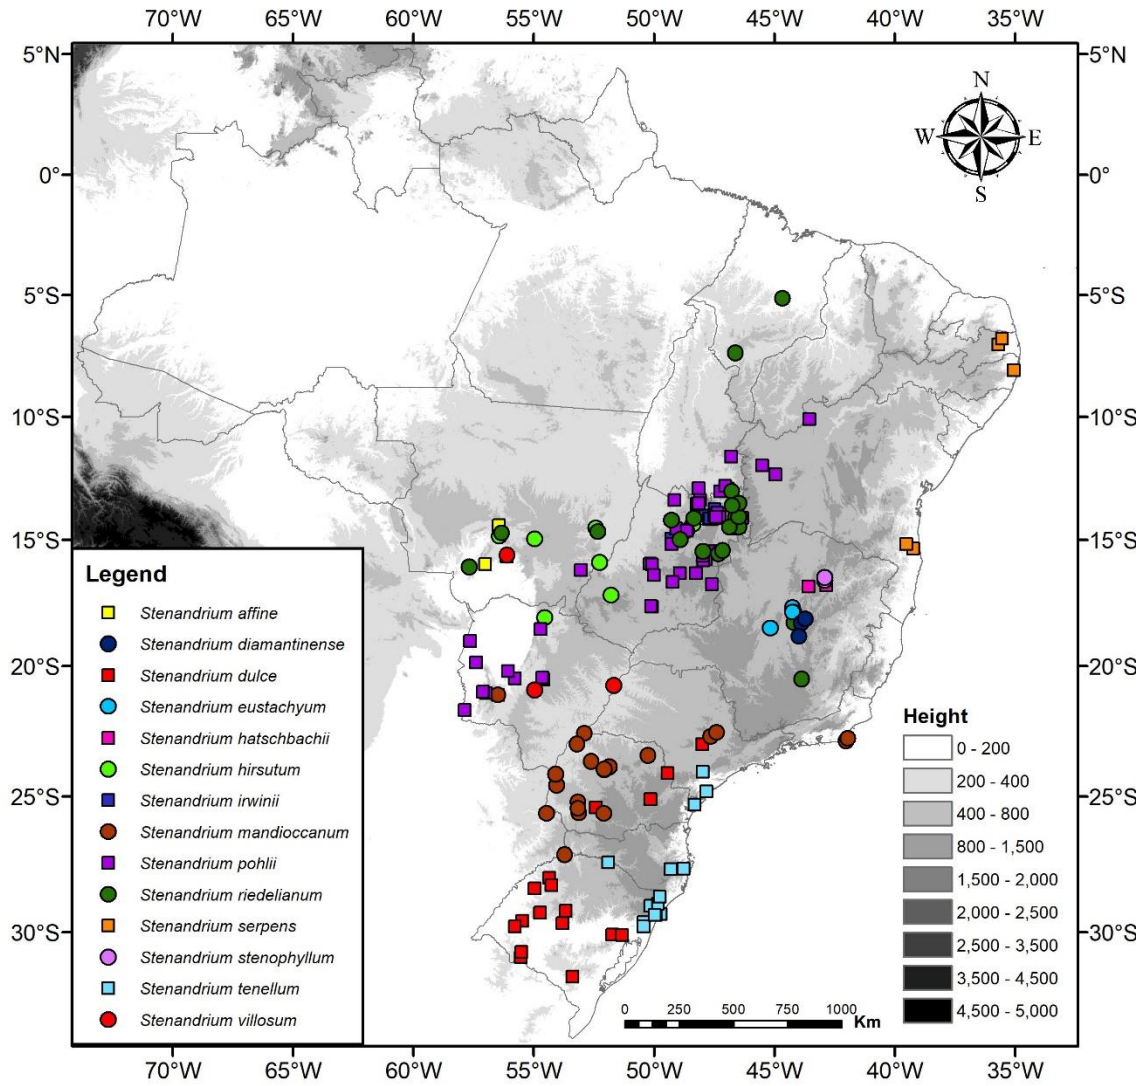 70°W 65°W 60°W 55°W 50°W 45°W 40°W 35°W
5°N 5°N
N
W E
S
0° 0°
5°S 5°S
10°S 10°S
15°S 15°S
20°S 20°S
25°S 25°S
30°S 30°S
Legend
Stenandrium affine
Stenandrium diamantinense
Stenandrium dulce
Stenandrium eustachyum
Stenandrium hatschbachii
Stenandrium hirsutum
Stenandrium irwinii
Stenandrium mandioccanum
Stenandrium pohlii
Stenandrium riedelianum
Stenandrium serpens
Stenandrium stenophyllum
Stenandrium tenellum
Stenandrium villosum
Height
0 - 200
200 - 400
400 - 800
800 - 1,500
1,500 - 2,000
2,000 - 2,500
2,500 - 3,500
3,500 - 4,500
4,500 - 5,000
0 250 500 1000
Km
70°W 65°W 60°W 55°W 50°W 45°W 40°W 35°W